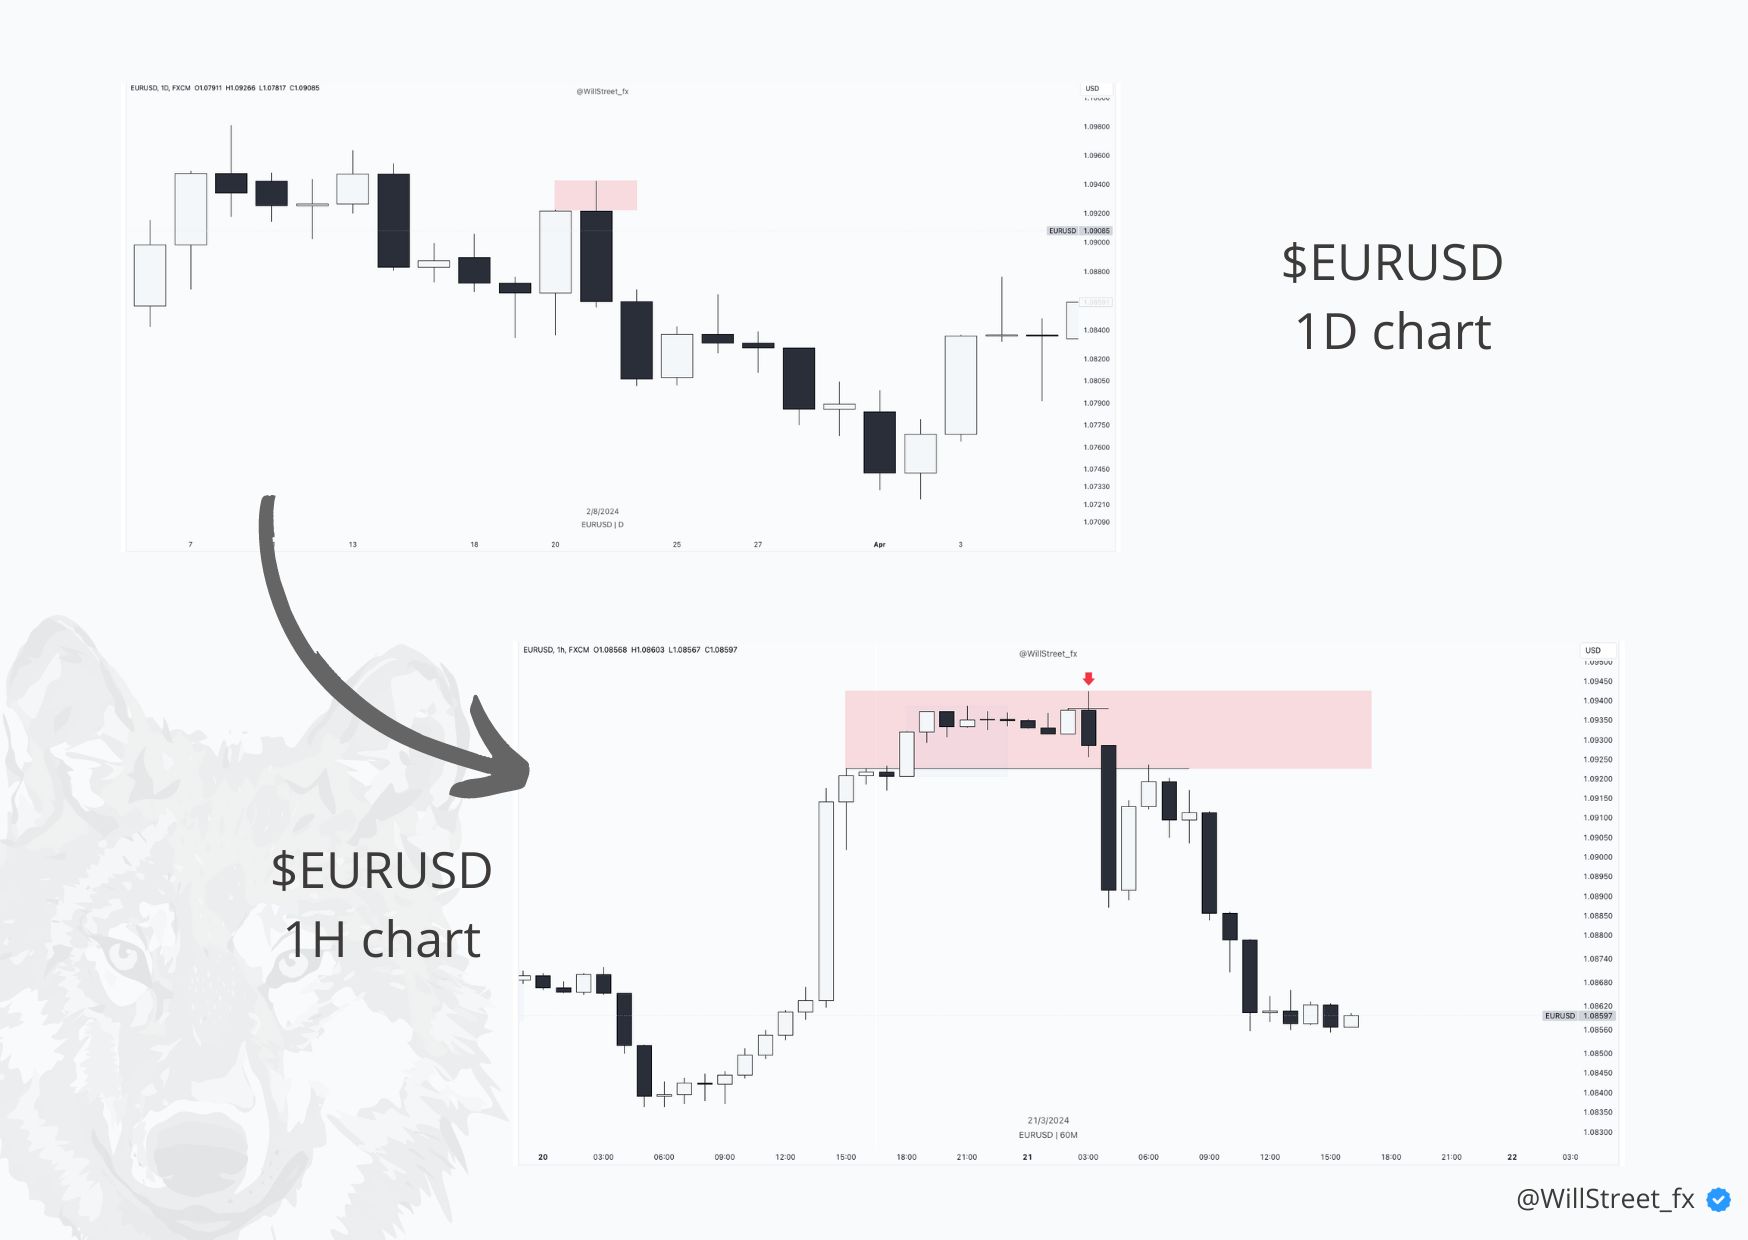 EURUSD, 1D, FXCM O1.07911 H1.09266 L1.07817 C1.09085
@WillStreet_fx
USD
1.09800
1.09600
1.09400
1.09200
EURUSD 1.09085
1.09000
1.08800
1.08400
1.08200
1.08050
1.07900
1.07750
1.07600
1.07450
1.07330
1.07210
1.07090
2/8/2024
EURUSD | D
7 13 18 20 25 27 Apr 3
$EURUSD
1D chart
$EURUSD
1H chart
EURUSD, 1h, FXCM O1.08568 H1.08603 L1.08567 C1.08597
@WillStreet_fx
USD
1.09450
1.09400
1.09350
1.09300
1.09250
1.09200
1.09150
1.09100
1.09050
1.09000
1.08950
1.08900
1.08850
1.08800
1.08740
1.08680
1.08620
EURUSD 1.08597
1.08560
1.08500
1.08450
1.08400
1.08350
1.08300
21/3/2024
EURUSD | 60M
20 03:00 06:00 09:00 12:00 15:00 18:00 21:00 21 03:00 06:00 09:00 12:00 15:00 18:00 21:00 22 03:0
@WillStreet_fx